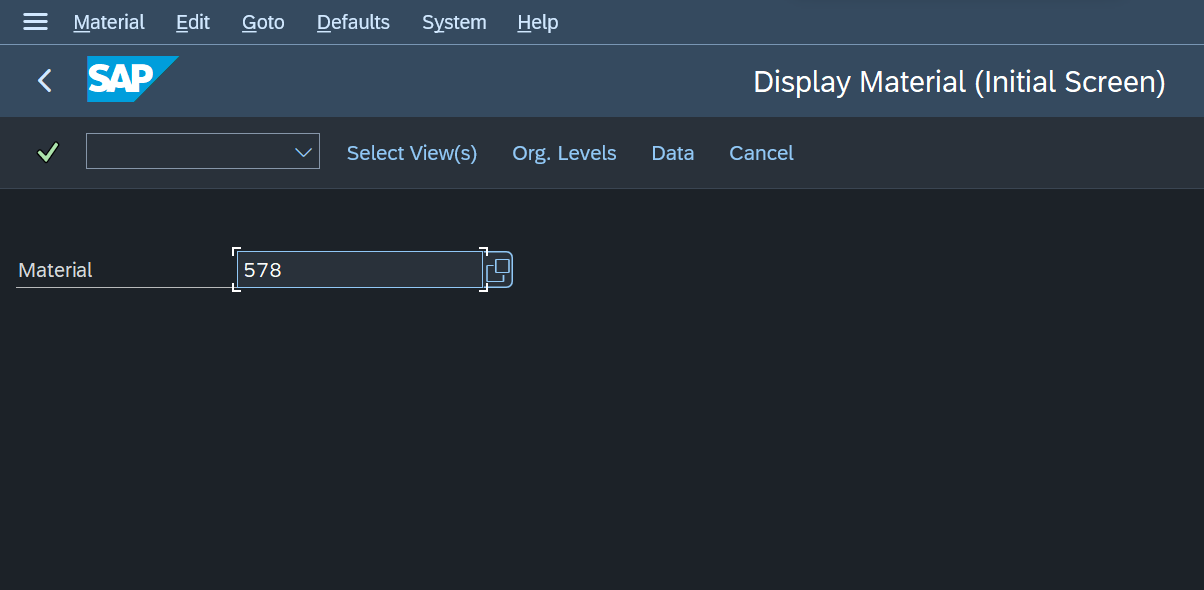 Material Edit Goto Defaults System Help
SAP Display Material (Initial Screen)
Select View(s) Org. Levels Data Cancel
Material 578